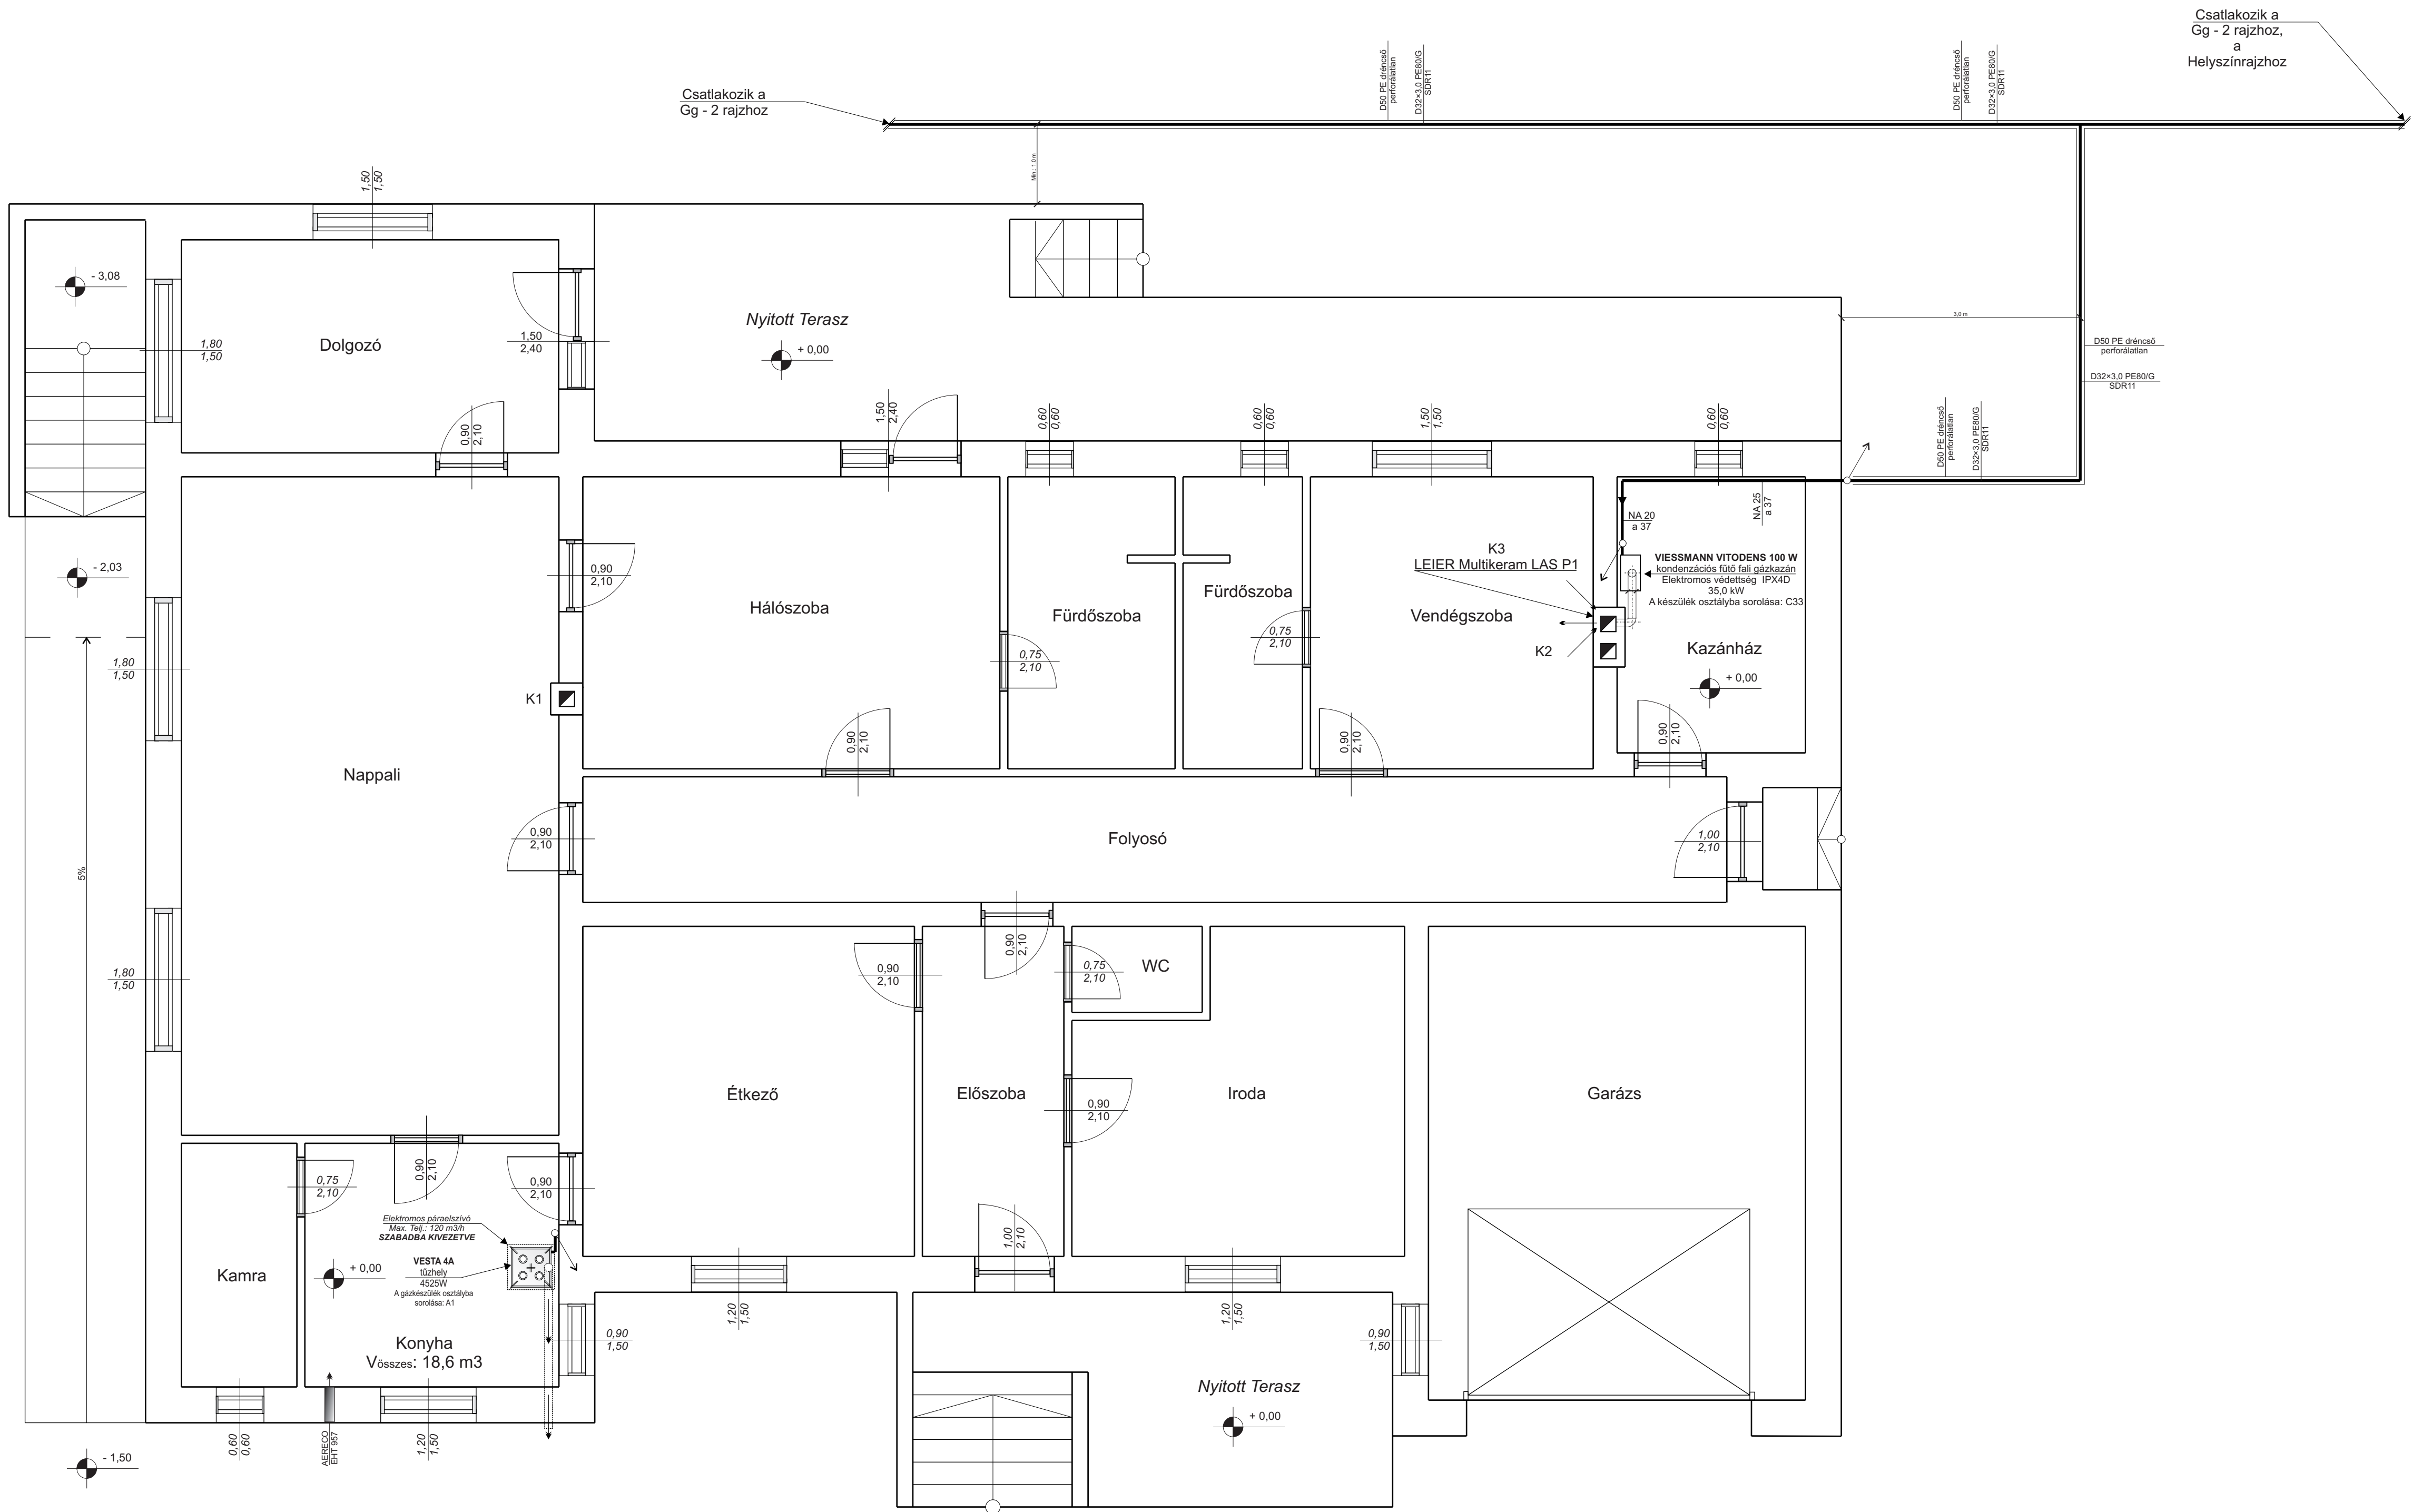 Csatlakozik a
Gg - 2 rajzhoz,
a
Helyszínrajzhoz
Csatlakozik a
Gg - 2 rajzhoz
D50 PE dréncső
perforálatlan
D32×3,0 PE80/G
SDR11
D50 PE dréncső
perforálatlan
D32×3,0 PE80/G
SDR11
Min.: 1,0 m
1,50
1,50
- 3,08
1,80
1,50
Dolgozó
1,50
2,40
Nyitott Terasz
+ 0,00
3,0 m
D50 PE dréncső
perforálatlan
D32×3,0 PE80/G
SDR11
0,90
2,10
1,50
2,40
0,60
0,60
0,60
0,60
1,50
1,50
0,60
0,60
D50 PE dréncső
perforálatlan
D32×3,0 PE80/G
SDR11
NA 20
a 37
NA 25
a 37
- 2,03
0,90
2,10
K3
LEIER Multikeram LAS P1
VIESSMANN VITODENS 100 W
kondenzációs fűtő fali gázkazán
Elektromos védettség IPX4D
35,0 kW
A készülék osztályba sorolása: C33
Hálószoba
Fürdőszoba
Fürdőszoba
Vendégszoba
0,75
2,10
0,75
2,10
K2
Kazánház
+ 0,00
1,80
1,50
K1
0,90
2,10
0,90
2,10
0,90
2,10
Nappali
0,90
2,10
Folyosó
1,00
2,10
5%
1,80
1,50
0,90
2,10
0,90
2,10
0,75
2,10
WC
Étkező
Előszoba
0,90
2,10
Iroda
Garázs
0,75
2,10
0,90
2,10
0,90
2,10
Elektromos páraelszívó
Max. Telj.: 120 m3/h
SZABADBA KIVEZETVE
VESTA 4A
tűzhely
4525W
A gázkészülék osztályba
sorolása: A1
Kamra
+ 0,00
1,00
2,10
Konyha
Vösszes: 18,6 m3
0,90
1,50
1,20
1,50
1,20
1,50
0,90
1,50
Nyitott Terasz
+ 0,00
0,60
0,60
AERECO
EHT 957
1,20
1,50
- 1,50